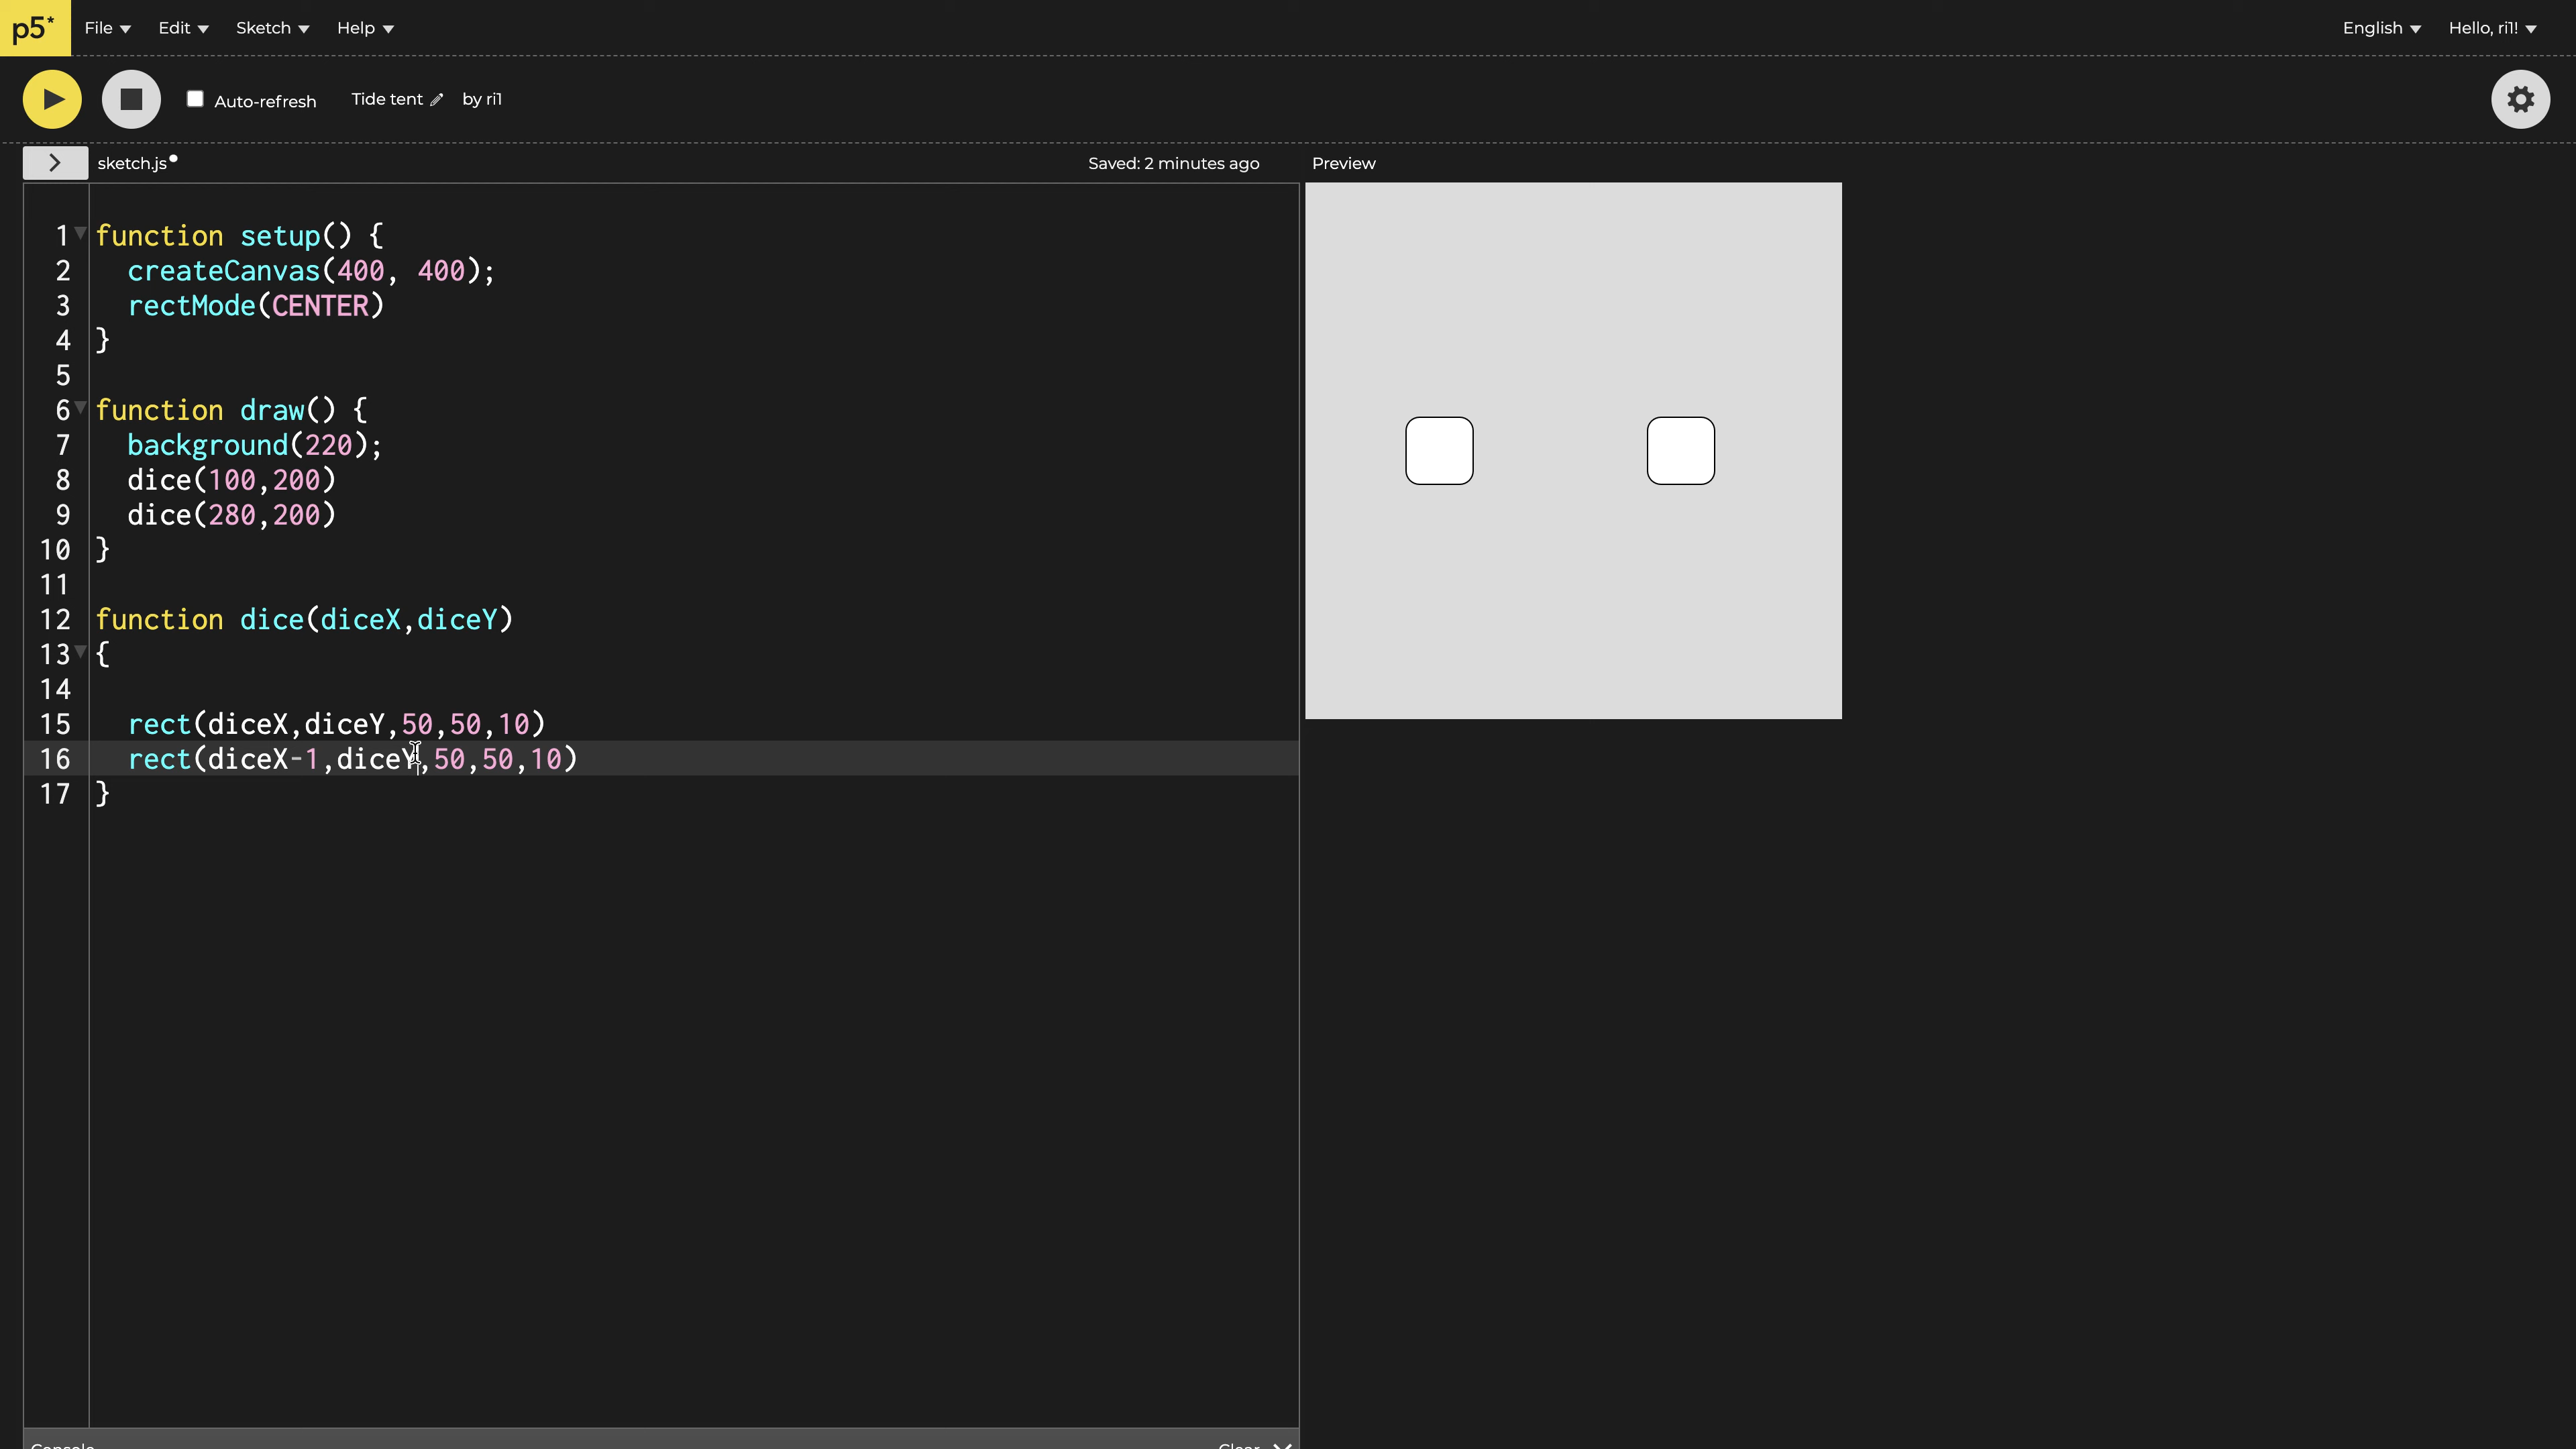 p5* File Edit Sketch Help English Hello, ri1!
Auto-refresh Tide tent by ri1
sketch.js Saved: 2 minutes ago Preview
1 function setup() {
2 createCanvas(400, 400);
3 rectMode(CENTER)
4 }
5
6 function draw() {
7 background(220);
8 dice(100,200)
9 dice(280,200)
10 }
11
12 function dice(diceX,diceY)
13 {
14
15 rect(diceX,diceY,50,50,10)
16 rect(diceX-1,diceY,50,50,10)
17 }
Console Clear